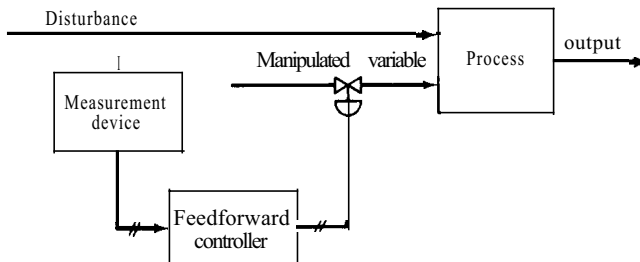 Disturbance
output
Manipulated variable
Process
Measurement
device
Feedforward
controller